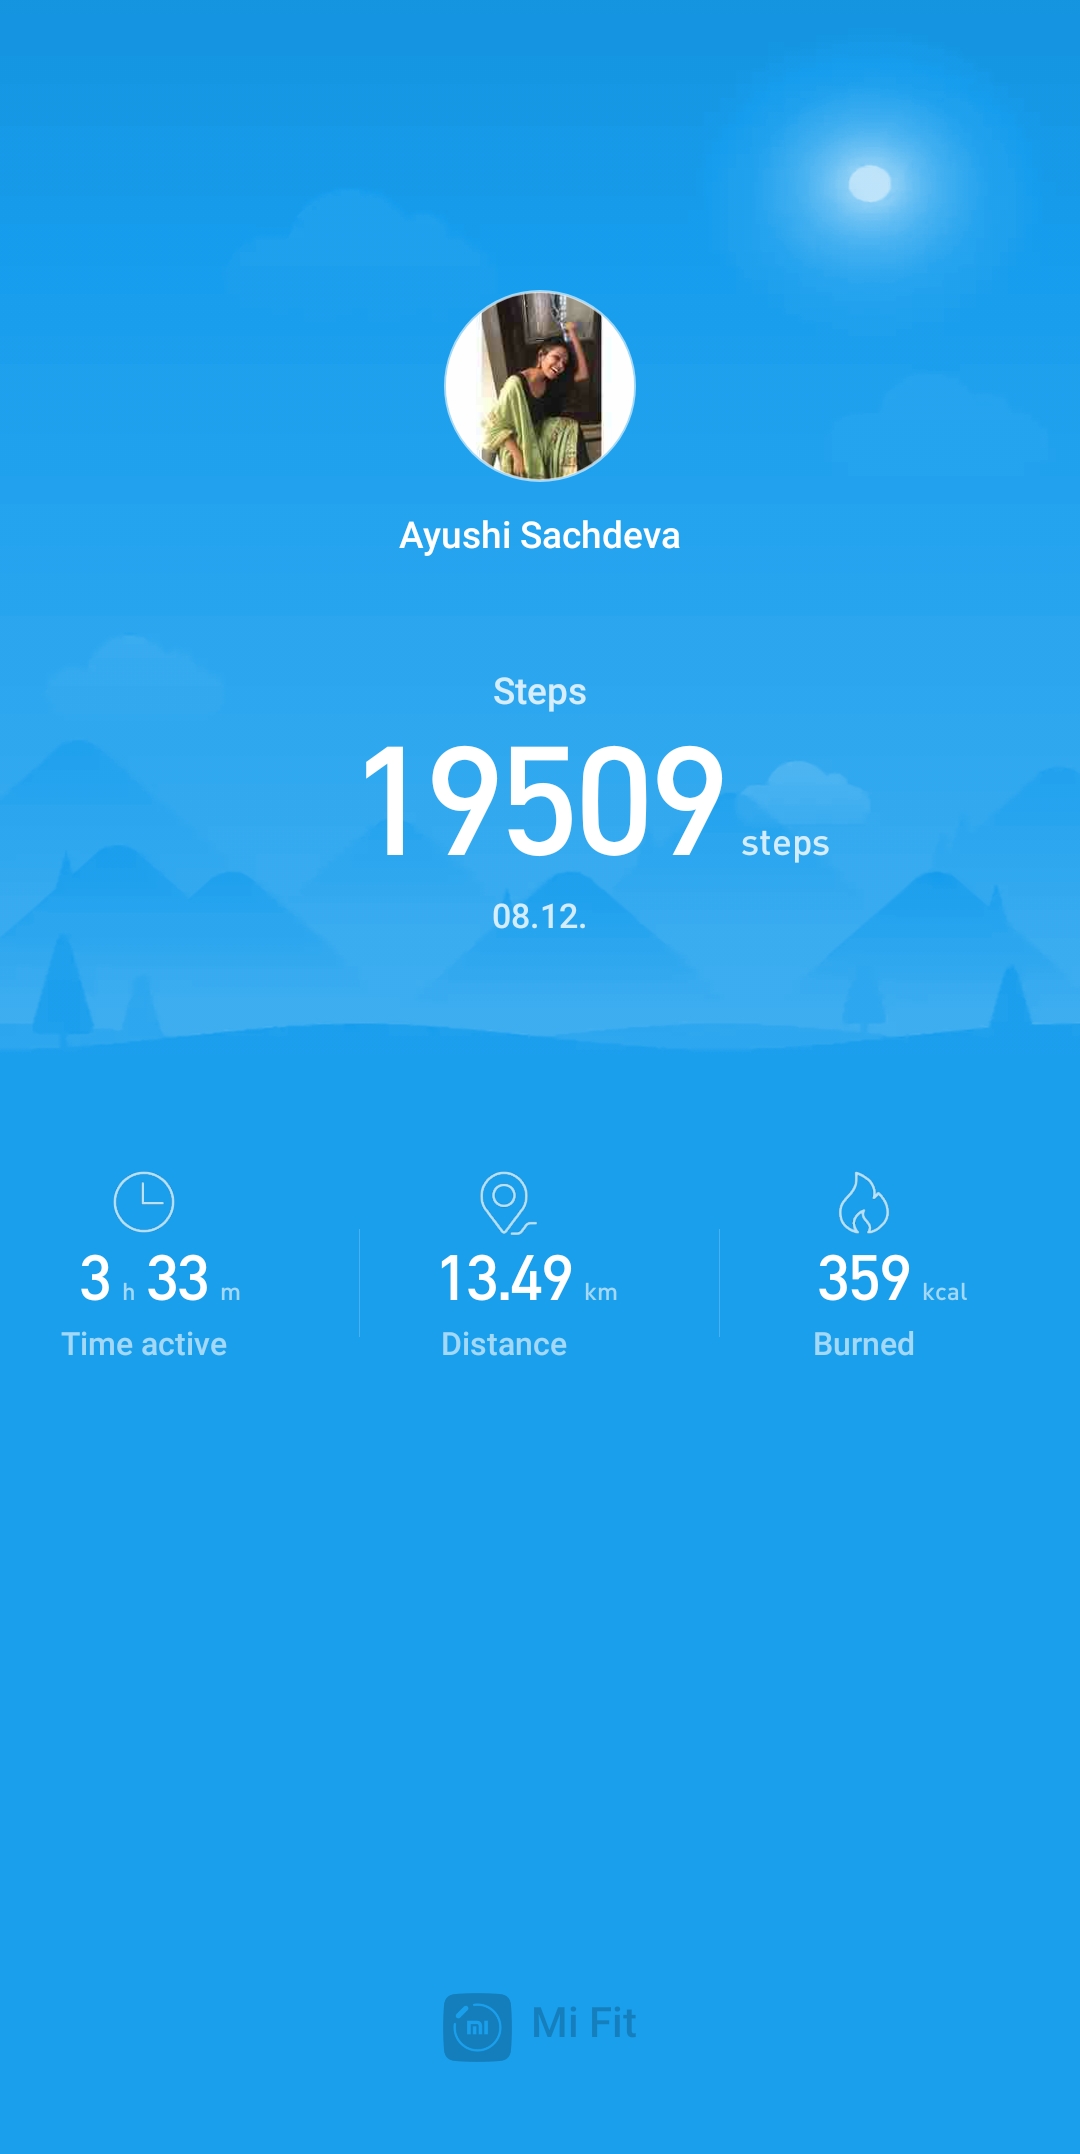 Ayushi Sachdeva
Steps
19509 steps
08.12.
3 h 33 m
Time active
13.49 km
Distance
359 kcal
Burned
mi Mi Fit